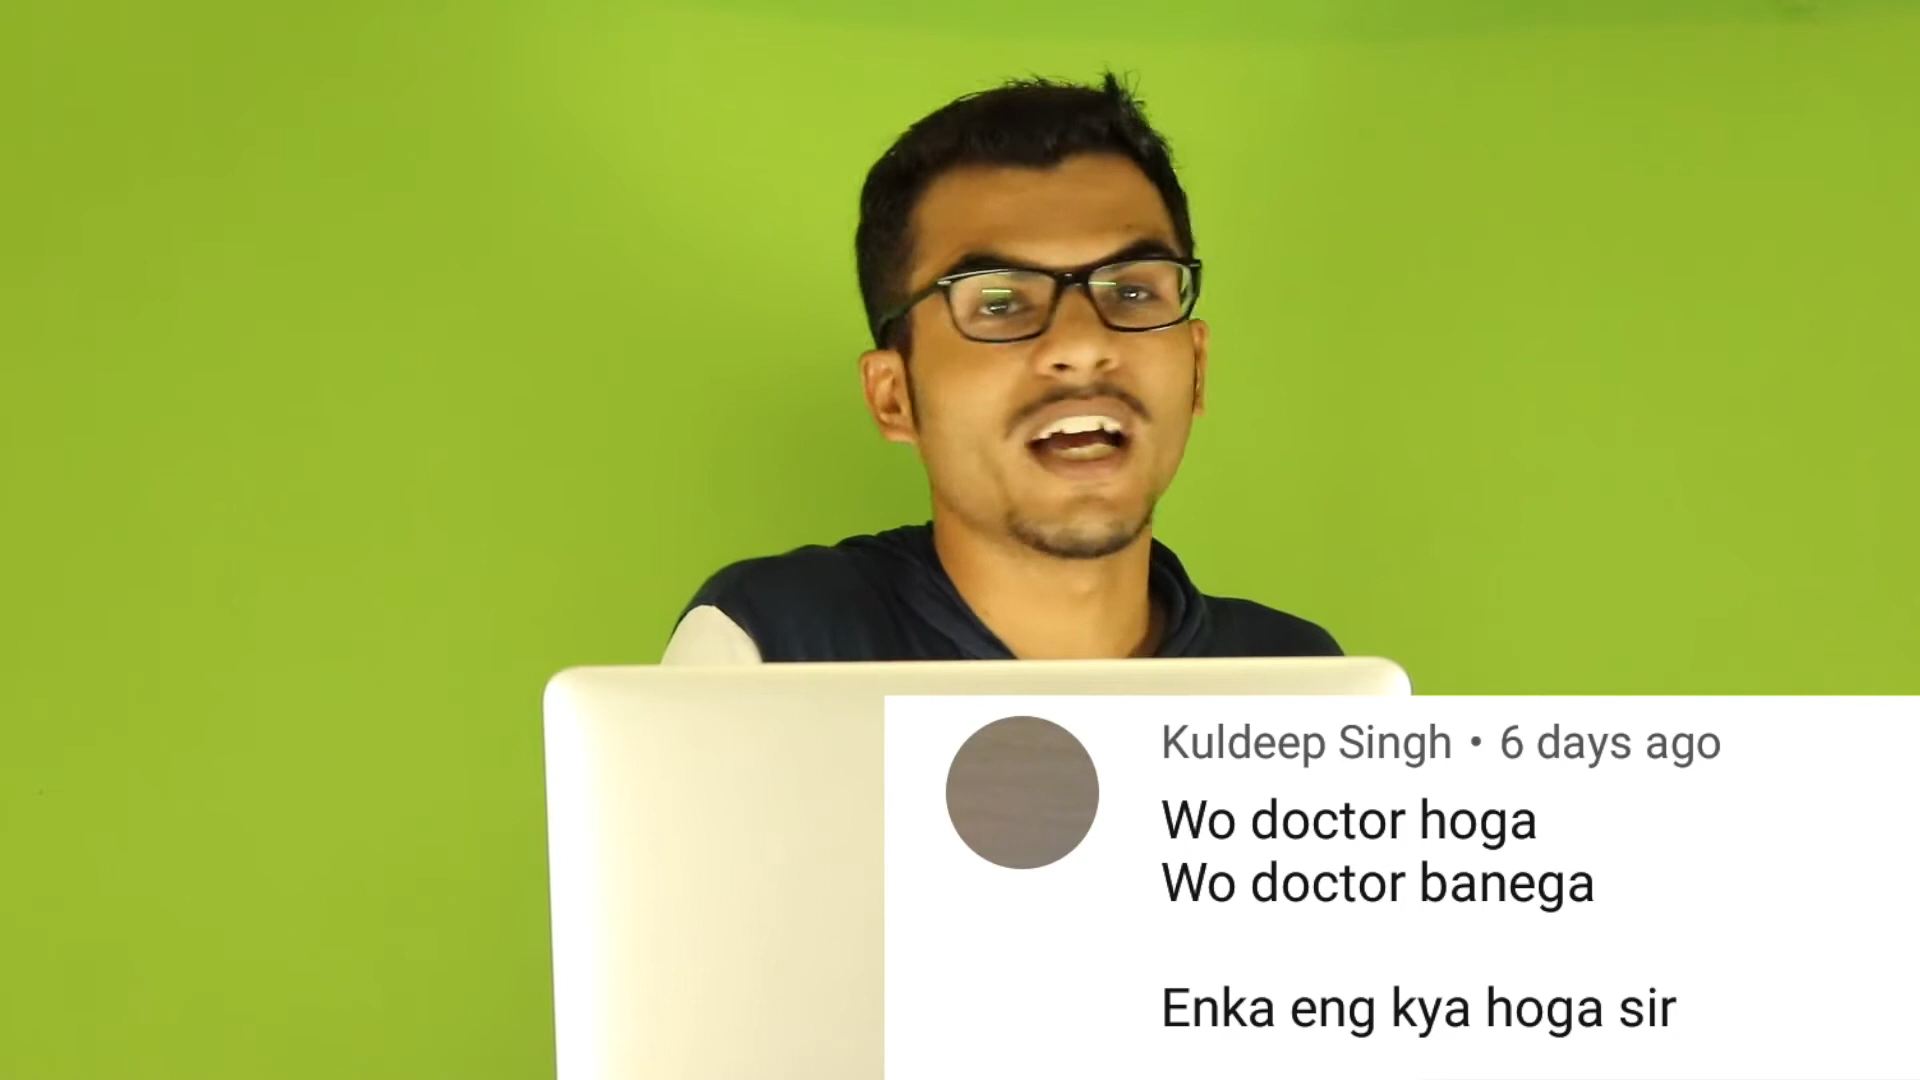 Kuldeep Singh • 6 days ago
Wo doctor hoga
Wo doctor banega
Enka eng kya hoga sir